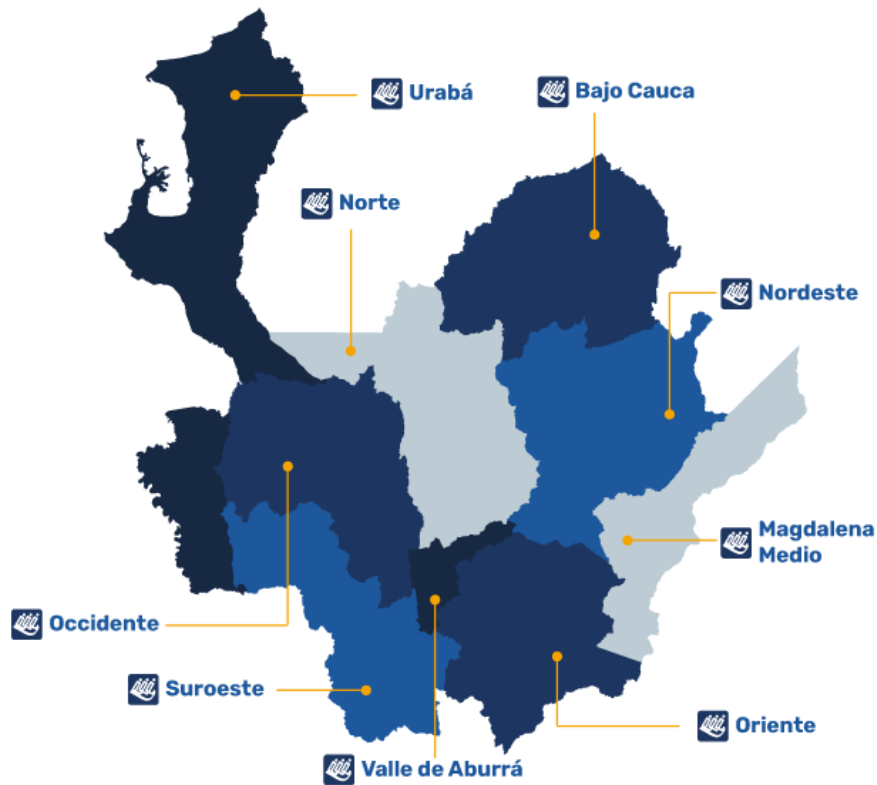 Urabá
Bajo Cauca
Norte
Nordeste
Magdalena
Medio
Occidente
Suroeste
Oriente
Valle de Aburrá